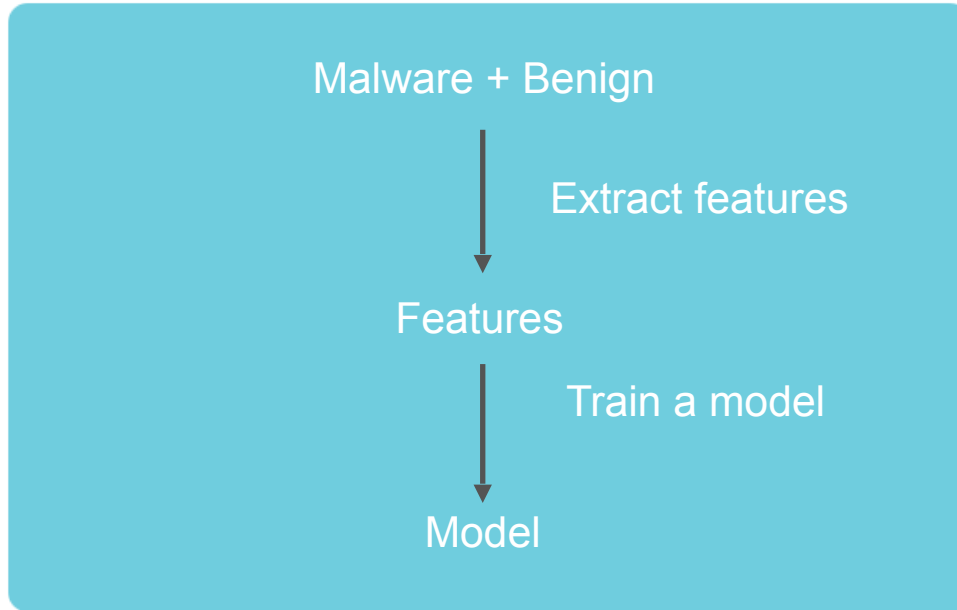 Malware + Benign
Extract features
Features
Train a model
Model